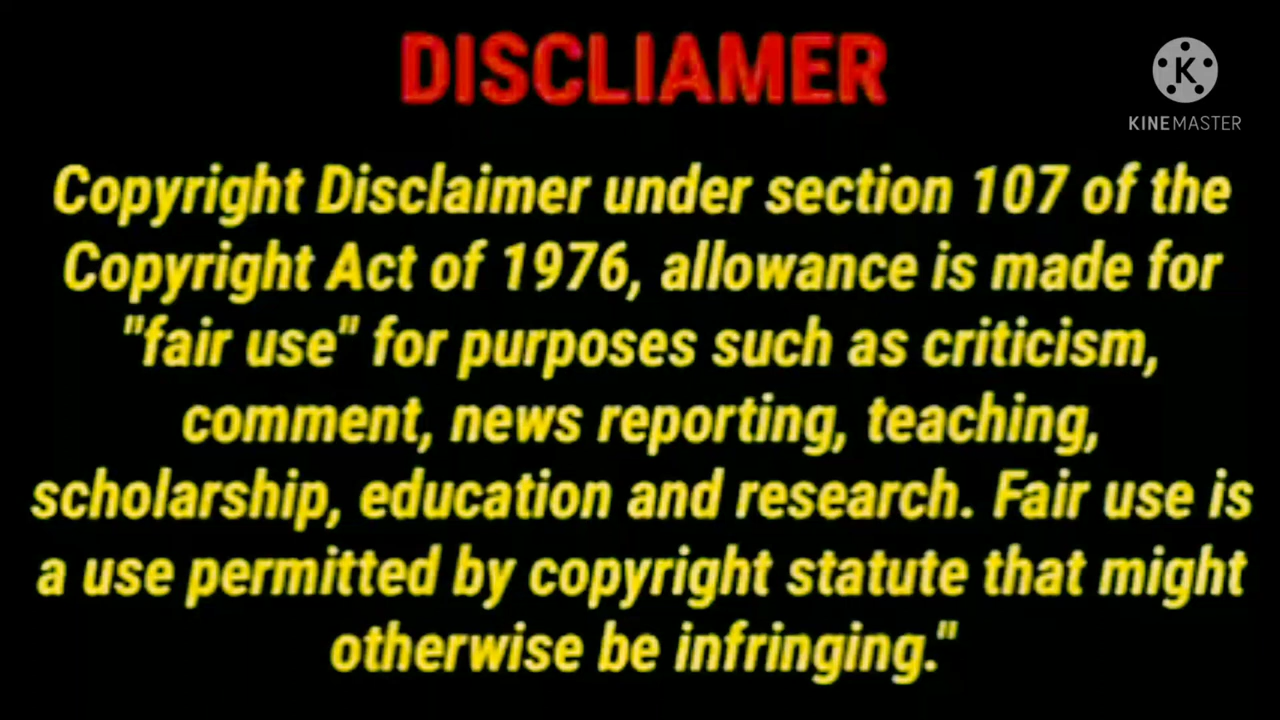 DISCLIAMER
K
KINEMASTER
Copyright Disclaimer under section 107 of the
Copyright Act of 1976, allowance is made for
"fair use" for purposes such as criticism,
comment, news reporting, teaching,
scholarship, education and research. Fair use is
a use permitted by copyright statute that might
otherwise be infringing."